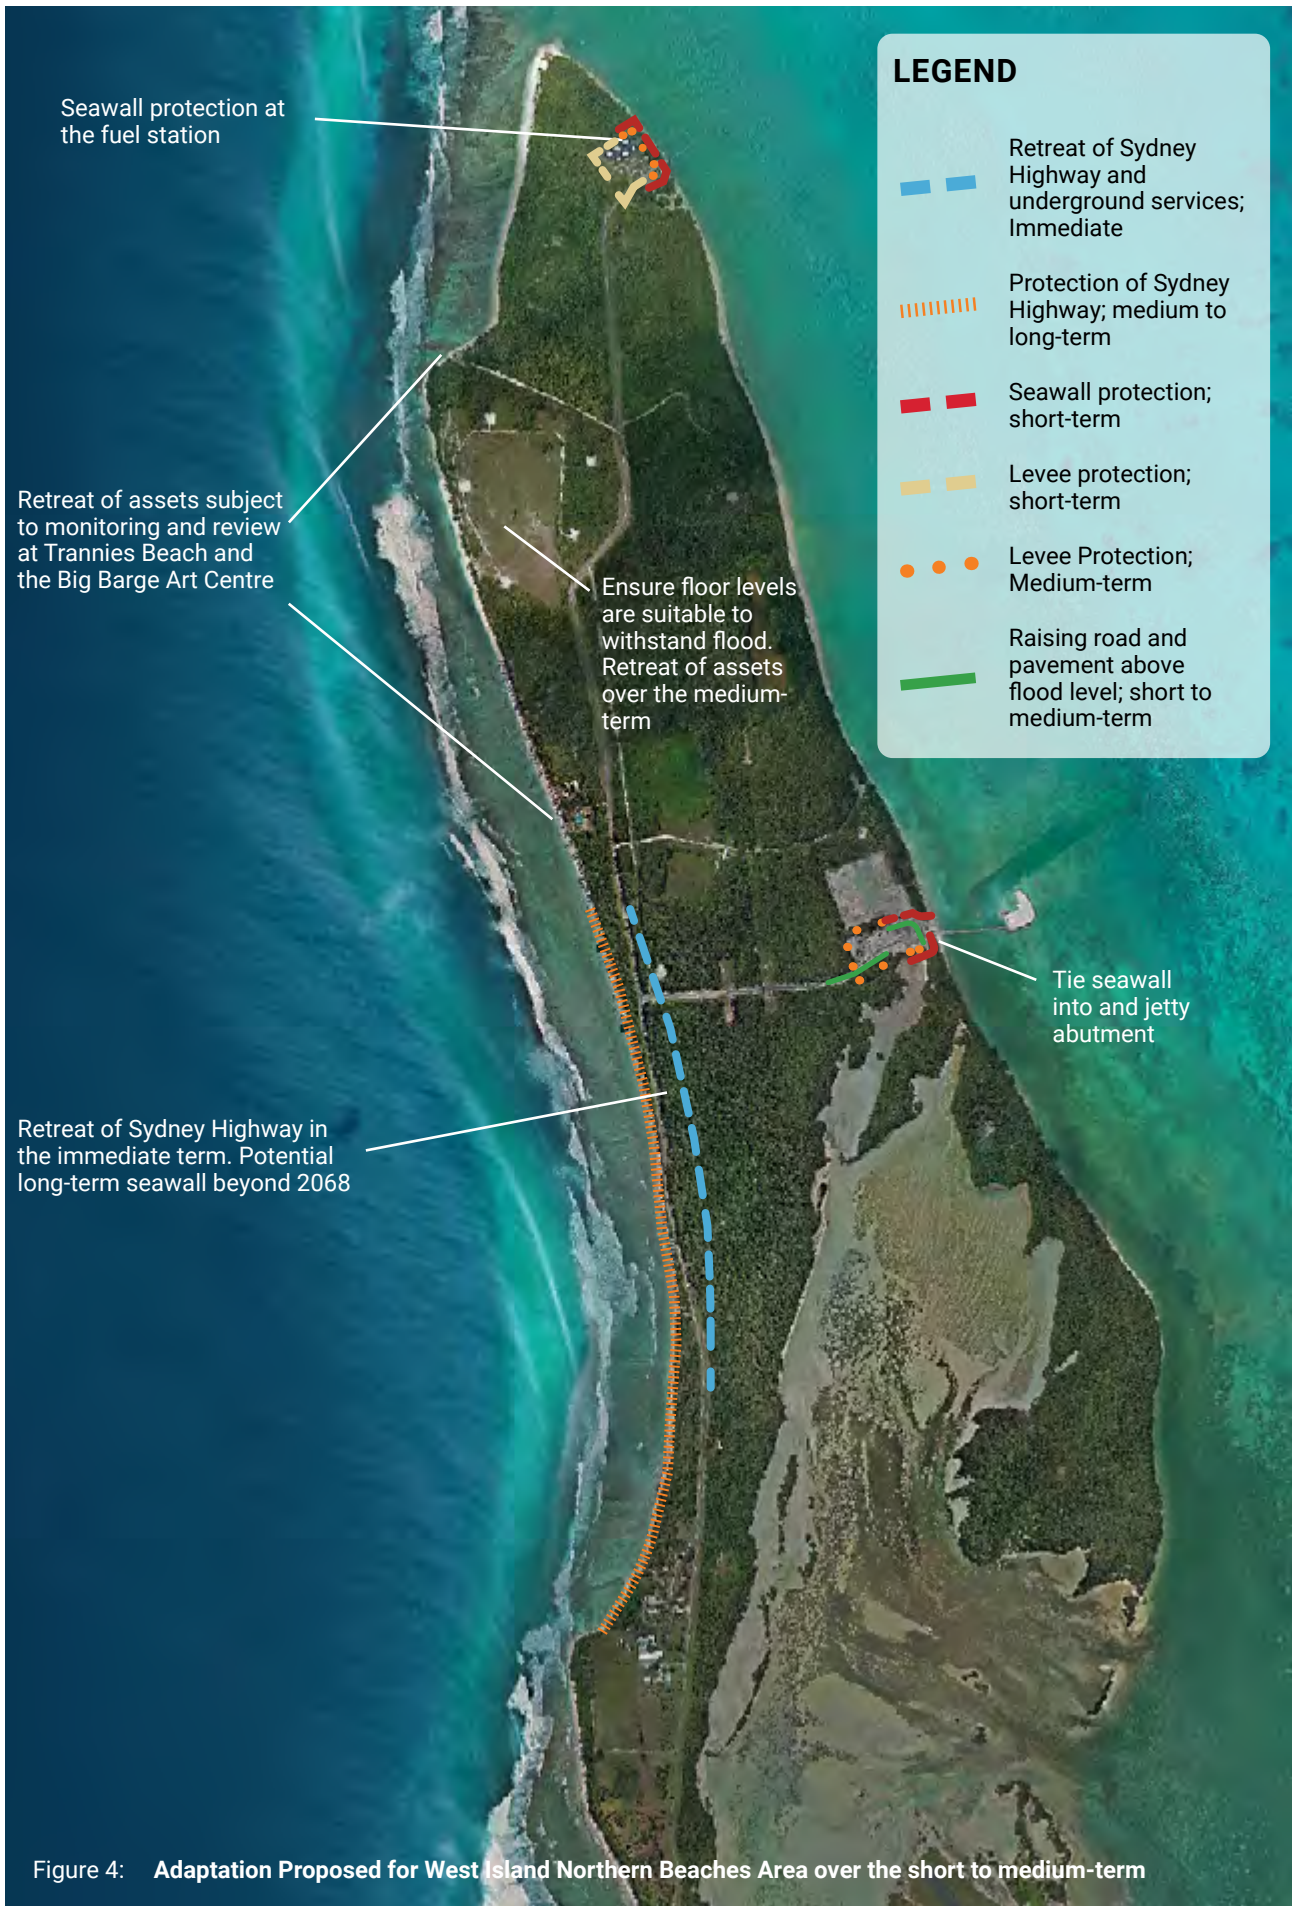 LEGEND
Retreat of Sydney
Highway and
underground services;
Immediate
Protection of Sydney
Highway; medium to
long-term
Seawall protection;
short-term
Levee protection;
short-term
Levee Protection;
Medium-term
Raising road and
pavement above
flood level; short to
medium-term
Seawall protection at
the fuel station
Retreat of assets subject
to monitoring and review
at Trannies Beach and
the Big Barge Art Centre
Ensure floor levels
are suitable to
withstand flood.
Retreat of assets
over the medium-
term
Tie seawall
into and jetty
abutment
Retreat of Sydney Highway in
the immediate term. Potential
long-term seawall beyond 2068
Figure 4: Adaptation Proposed for West Island Northern Beaches Area over the short to medium-term